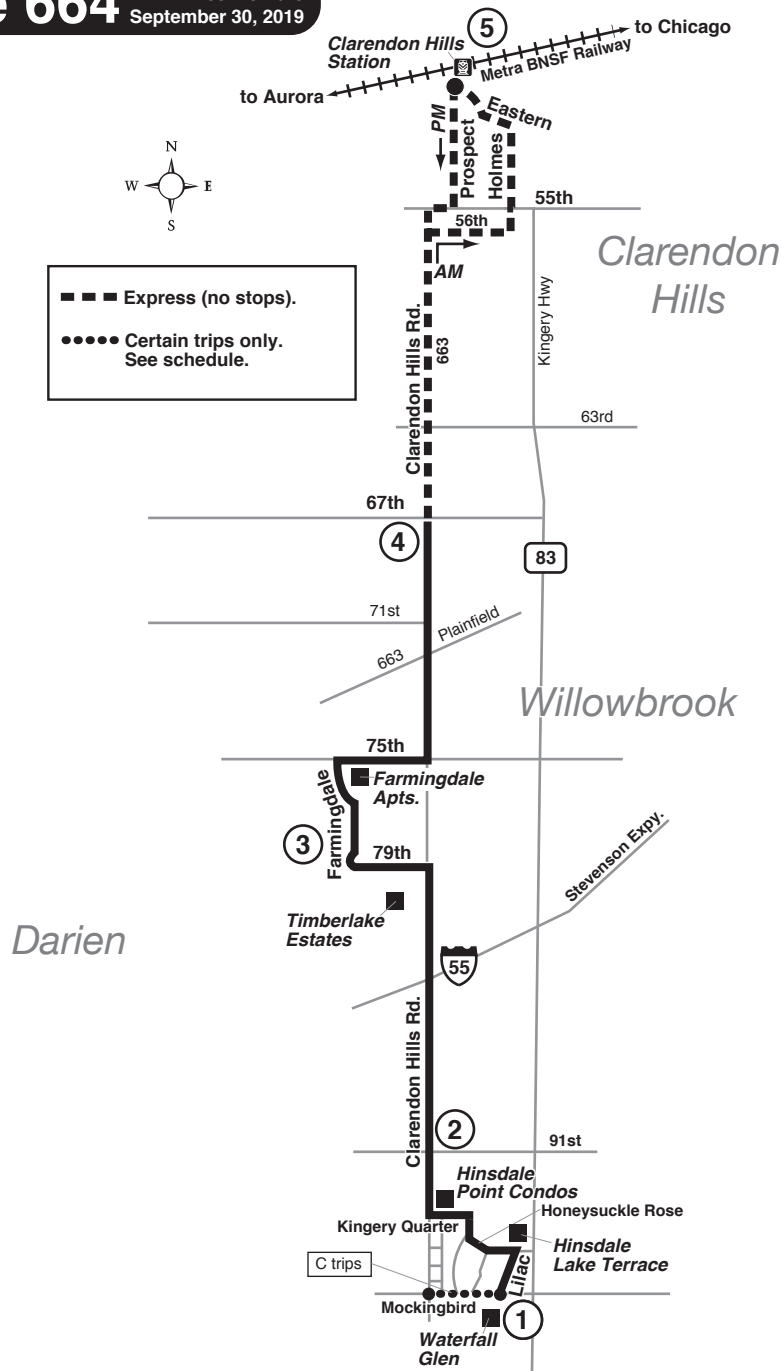 664
September 30, 2019
5
to Chicago
Clarendon Hills
Station
Metra BNSF Railway
to Aurora
Eastern
PM
Prospect
Holmes
N
W
E
S
55th
56th
AM
Clarendon
Hills
Express (no stops).
Certain trips only.
See schedule.
Clarendon Hills Rd.
663
Kingery Hwy
63rd
67th
4
83
71st
663
Plainfield
Willowbrook
75th
Farmingdale
Farmingdale
Apts.
3
79th
Stevenson Expy.
Timberlake
Estates
Darien
55
Clarendon Hills Rd.
2
91st
Hinsdale
Point Condos
Honeysuckle Rose
Kingery Quarter
Hinsdale
Lake Terrace
C trips
Lilac
Mockingbird
1
Waterfall
Glen